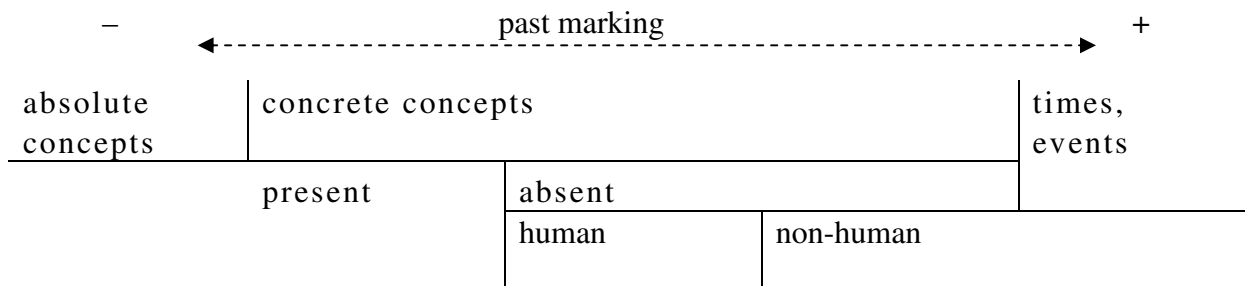 – past marking +
absolute concepts concrete concepts times, events
present absent
human non-human